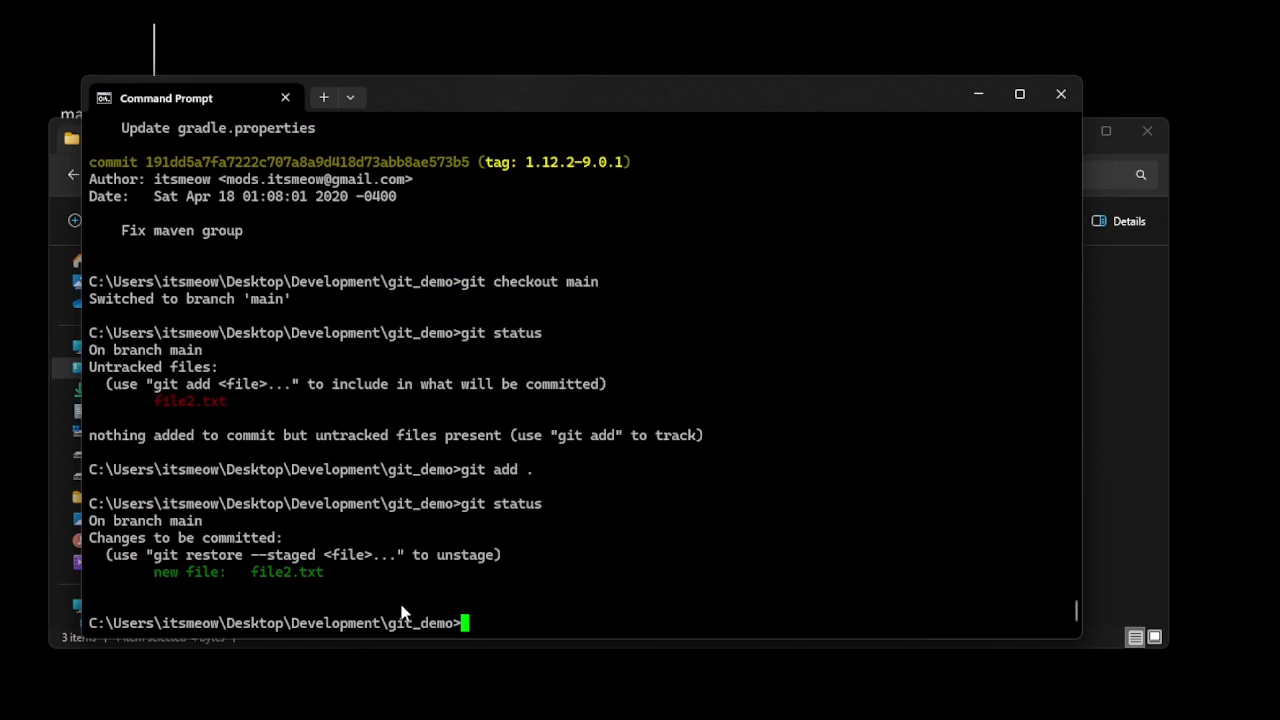 ma
Command Prompt
Update gradle.properties
commit 191dd5a7fa7222c707a8a9d418d73abb8ae573b5 (tag: 1.12.2-9.0.1)
Author: itsmeow <mods.itsmeow@gmail.com>
Date:   Sat Apr 18 01:08:01 2020 -0400
Fix maven group
Details
C:\Users\itsmeow\Desktop\Development\git_demo>git checkout main
Switched to branch 'main'
C:\Users\itsmeow\Desktop\Development\git_demo>git status
On branch main
Untracked files:
(use "git add <file>..." to include in what will be committed)
file2.txt
nothing added to commit but untracked files present (use "git add" to track)
C:\Users\itsmeow\Desktop\Development\git_demo>git add .
C:\Users\itsmeow\Desktop\Development\git_demo>git status
On branch main
Changes to be committed:
(use "git restore --staged <file>..." to unstage)
new file:   file2.txt
C:\Users\itsmeow\Desktop\Development\git_demo>
3 items